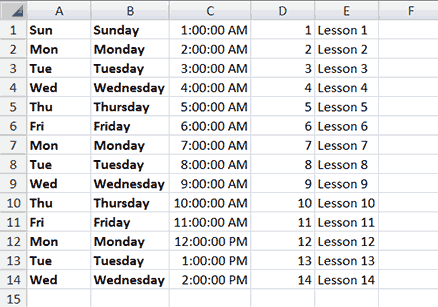 A B C D E F
1 Sun Sunday 1:00:00 AM 1 Lesson 1
2 Mon Monday 2:00:00 AM 2 Lesson 2
3 Tue Tuesday 3:00:00 AM 3 Lesson 3
4 Wed Wednesday 4:00:00 AM 4 Lesson 4
5 Thu Thursday 5:00:00 AM 5 Lesson 5
6 Fri Friday 6:00:00 AM 6 Lesson 6
7 Mon Monday 7:00:00 AM 7 Lesson 7
8 Tue Tuesday 8:00:00 AM 8 Lesson 8
9 Wed Wednesday 9:00:00 AM 9 Lesson 9
10 Thu Thursday 10:00:00 AM 10 Lesson 10
11 Fri Friday 11:00:00 AM 11 Lesson 11
12 Mon Monday 12:00:00 PM 12 Lesson 12
13 Tue Tuesday 1:00:00 PM 13 Lesson 13
14 Wed Wednesday 2:00:00 PM 14 Lesson 14
15